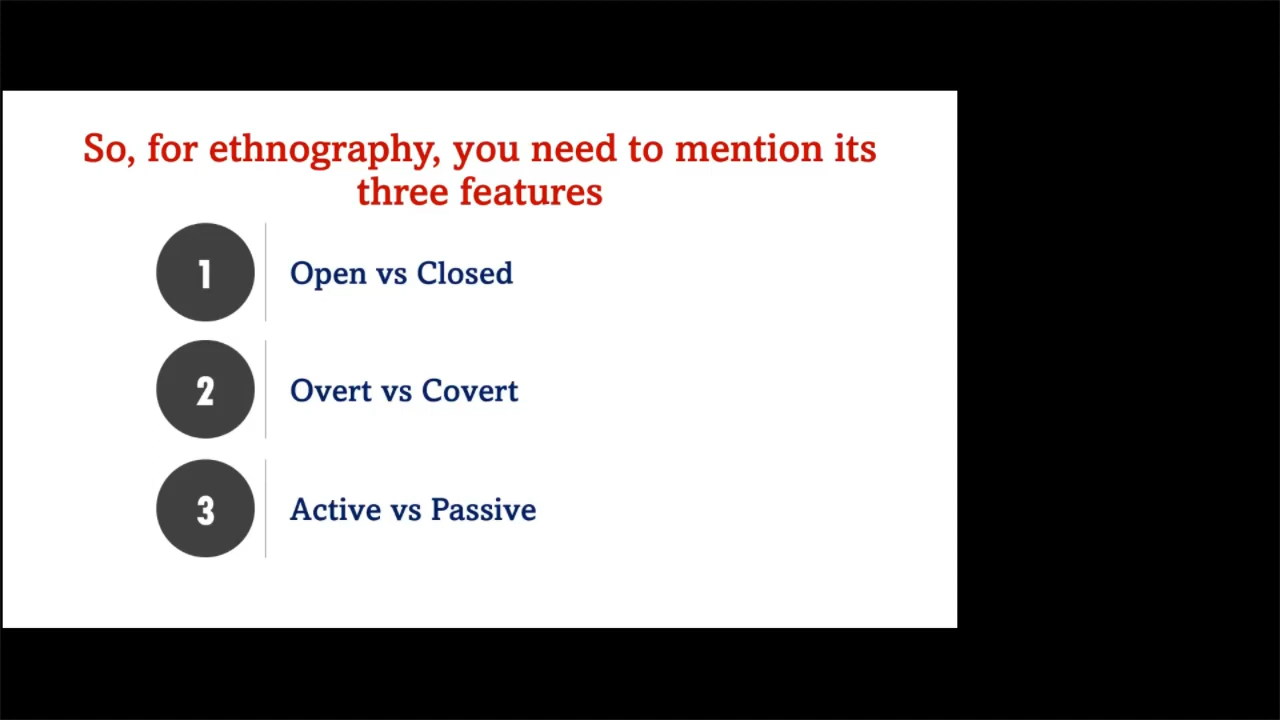 So, for ethnography, you need to mention its
three features
1
Open vs Closed
2
Overt vs Covert
3
Active vs Passive